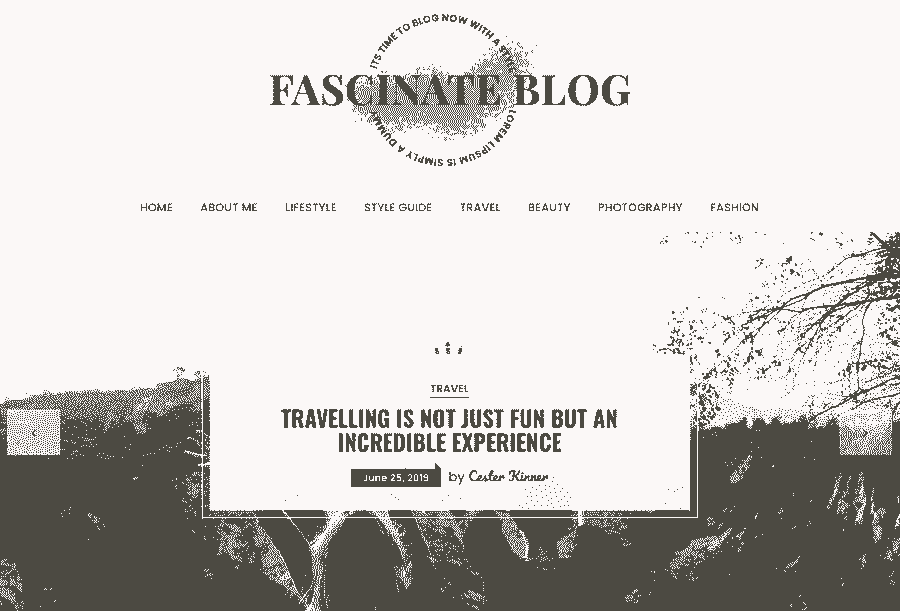 ITS TIME TO BLOG NOW WITH A STYLE
FASCINATE BLOG
LOREM IPSUM IS SIMPLY A DUMMY
HOME ABOUT ME LIFESTYLE STYLE GUIDE TRAVEL BEAUTY PHOTOGRAPHY FASHION
TRAVEL
TRAVELLING IS NOT JUST FUN BUT AN
INCREDIBLE EXPERIENCE
June 25, 2019 by Cester Kinner